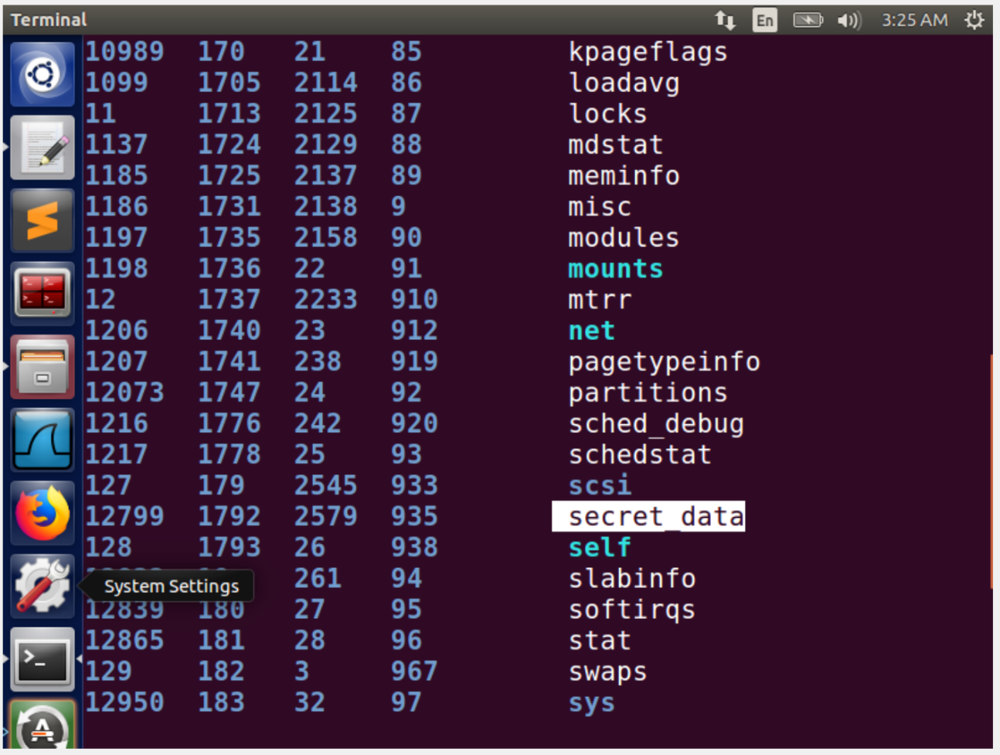 Terminal En 3:25 AM
10989 170 21 85 kpageflags
1099 1705 2114 86 loadavg
11 1713 2125 87 locks
1137 1724 2129 88 mdstat
1185 1725 2137 89 meminfo
1186 1731 2138 9 misc
1197 1735 2158 90 modules
1198 1736 22 91 mounts
12 1737 2233 910 mtrr
1206 1740 23 912 net
1207 1741 238 919 pagetypeinfo
12073 1747 24 92 partitions
1216 1776 242 920 sched_debug
1217 1778 25 93 schedstat
127 179 2545 933 scsi
12799 1792 2579 935 secret_data
128 1793 26 938 self
System Settings 261 94 slabinfo
12839 180 27 95 softirqs
12865 181 28 96 stat
129 182 3 967 swaps
12950 183 32 97 sys